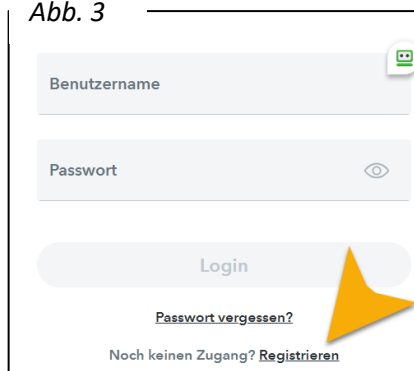 Abb. 3
Benutzername
Passwort
Login
Passwort vergessen?
Noch keinen Zugang? Registrieren